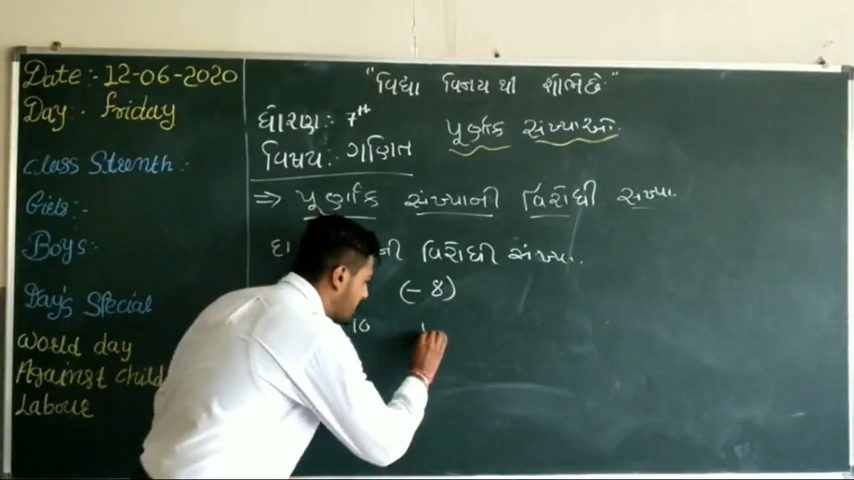 Date:- 12-06-2020
Day:- friday
class Steenth:-
Girls:-
Boys:-
Day's Special
World day
Against child
Labour
"વિદ્યા વિનય થી શોભે છે"
ધોરણ:- 7th
વિષય:- ગણિત
પૂર્ણાંક સંખ્યાઓ
⇒ પૂર્ણાંક સંખ્યાની વિરોધી સંખ્યા
દા ની વિરોધી સંખ્યા.
(-8)
10